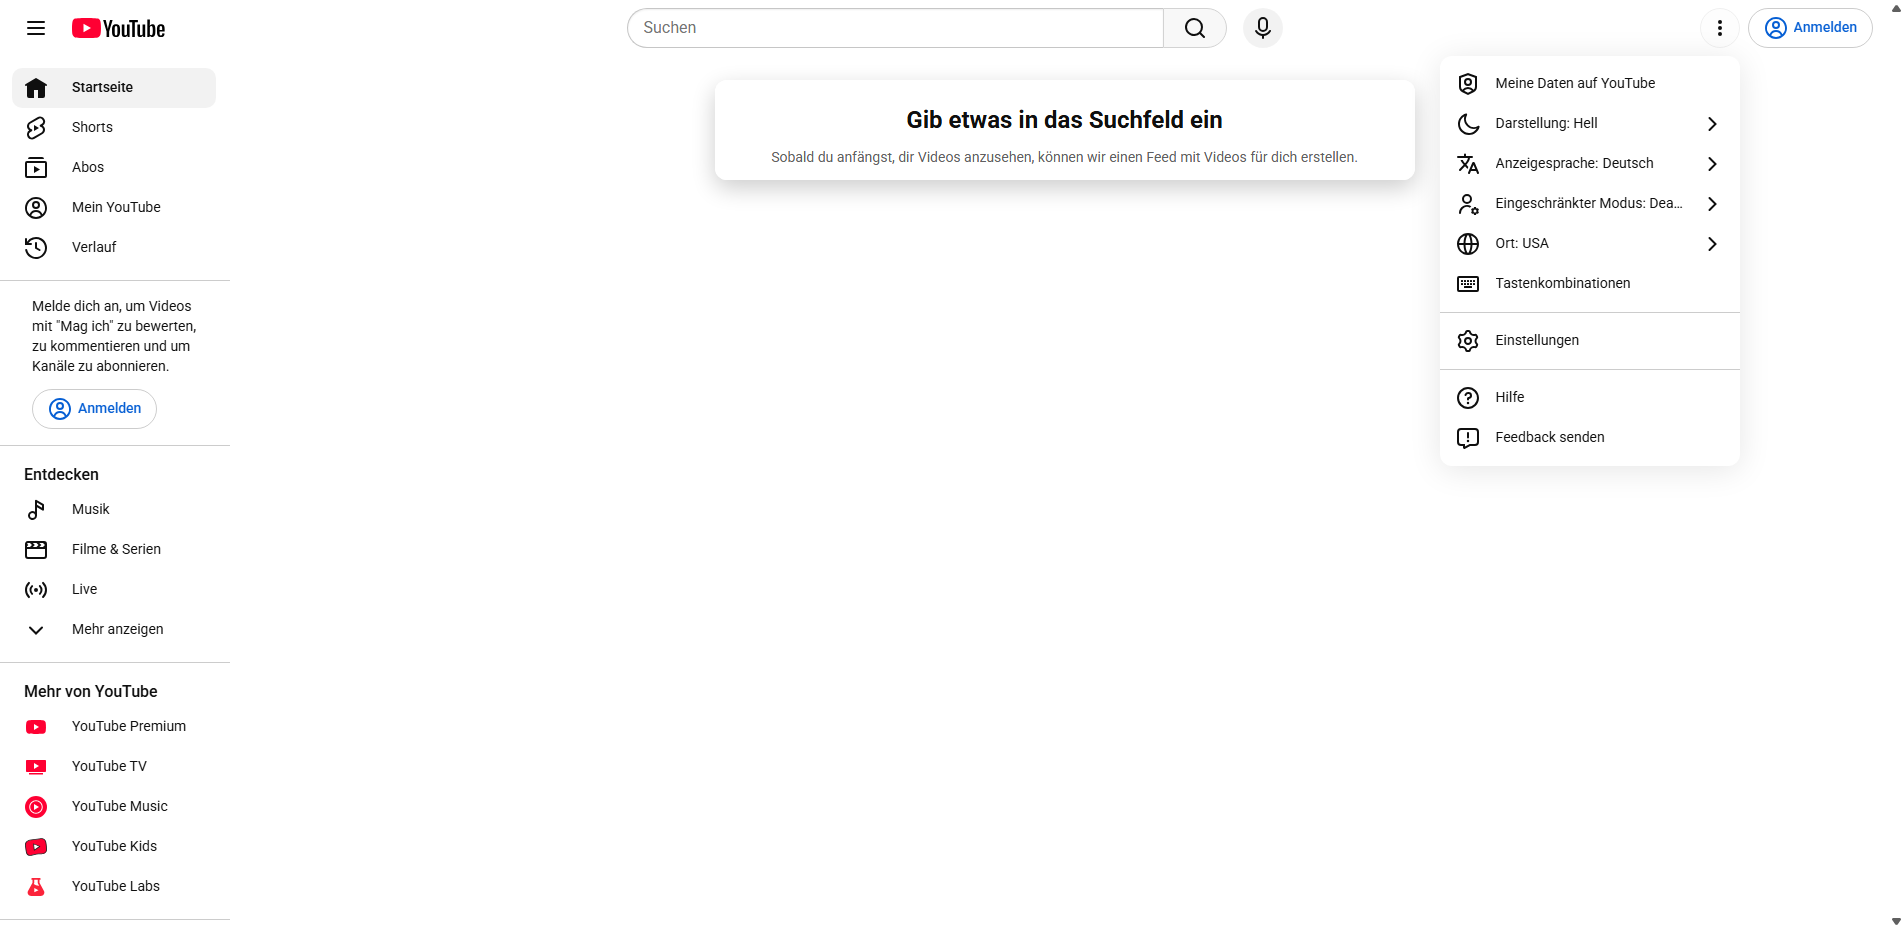 YouTube
Suchen
Anmelden
Startseite
Shorts
Abos
Mein YouTube
Verlauf
Melde dich an, um Videos
mit "Mag ich" zu bewerten,
zu kommentieren und um
Kanäle zu abonnieren.
Anmelden
Entdecken
Musik
Filme & Serien
Live
Mehr anzeigen
Mehr von YouTube
YouTube Premium
YouTube TV
YouTube Music
YouTube Kids
YouTube Labs
Gib etwas in das Suchfeld ein
Sobald du anfängst, dir Videos anzusehen, können wir einen Feed mit Videos für dich erstellen.
Meine Daten auf YouTube
Darstellung: Hell
Anzeigesprache: Deutsch
Eingeschränkter Modus: Dea...
Ort: USA
Tastenkombinationen
Einstellungen
Hilfe
Feedback senden